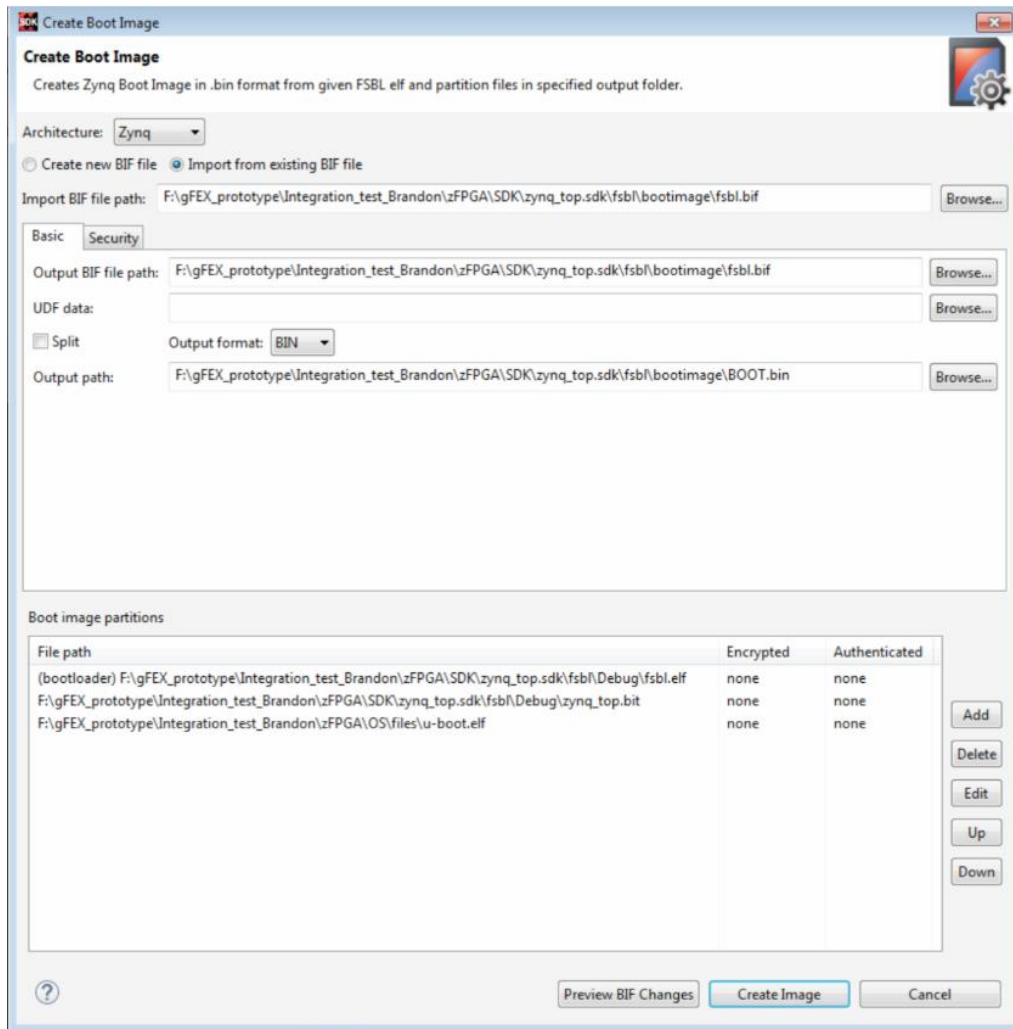 SDK Create Boot Image
Create Boot Image
Creates Zynq Boot Image in .bin format from given FSBL elf and partition files in specified output folder.
Architecture: Zynq
Create new BIF file Import from existing BIF file
Import BIF file path: F:\gFEX_prototype\Integration_test_Brandon\zFPGA\SDK\zynq_top.sdk\fsbl\bootimage\fsbl.bif Browse...
Basic Security
Output BIF file path: F:\gFEX_prototype\Integration_test_Brandon\zFPGA\SDK\zynq_top.sdk\fsbl\bootimage\fsbl.bif Browse...
UDF data: Browse...
Split Output format: BIN
Output path: F:\gFEX_prototype\Integration_test_Brandon\zFPGA\SDK\zynq_top.sdk\fsbl\bootimage\BOOT.bin Browse...
Boot image partitions
File path Encrypted Authenticated
(bootloader) F:\gFEX_prototype\Integration_test_Brandon\zFPGA\SDK\zynq_top.sdk\fsbl\Debug\fsbl.elf none none
F:\gFEX_prototype\Integration_test_Brandon\zFPGA\SDK\zynq_top.sdk\fsbl\Debug\zynq_top.bit none none
F:\gFEX_prototype\Integration_test_Brandon\zFPGA\OS\files\u-boot.elf none none
Add
Delete
Edit
Up
Down
? Preview BIF Changes Create Image Cancel